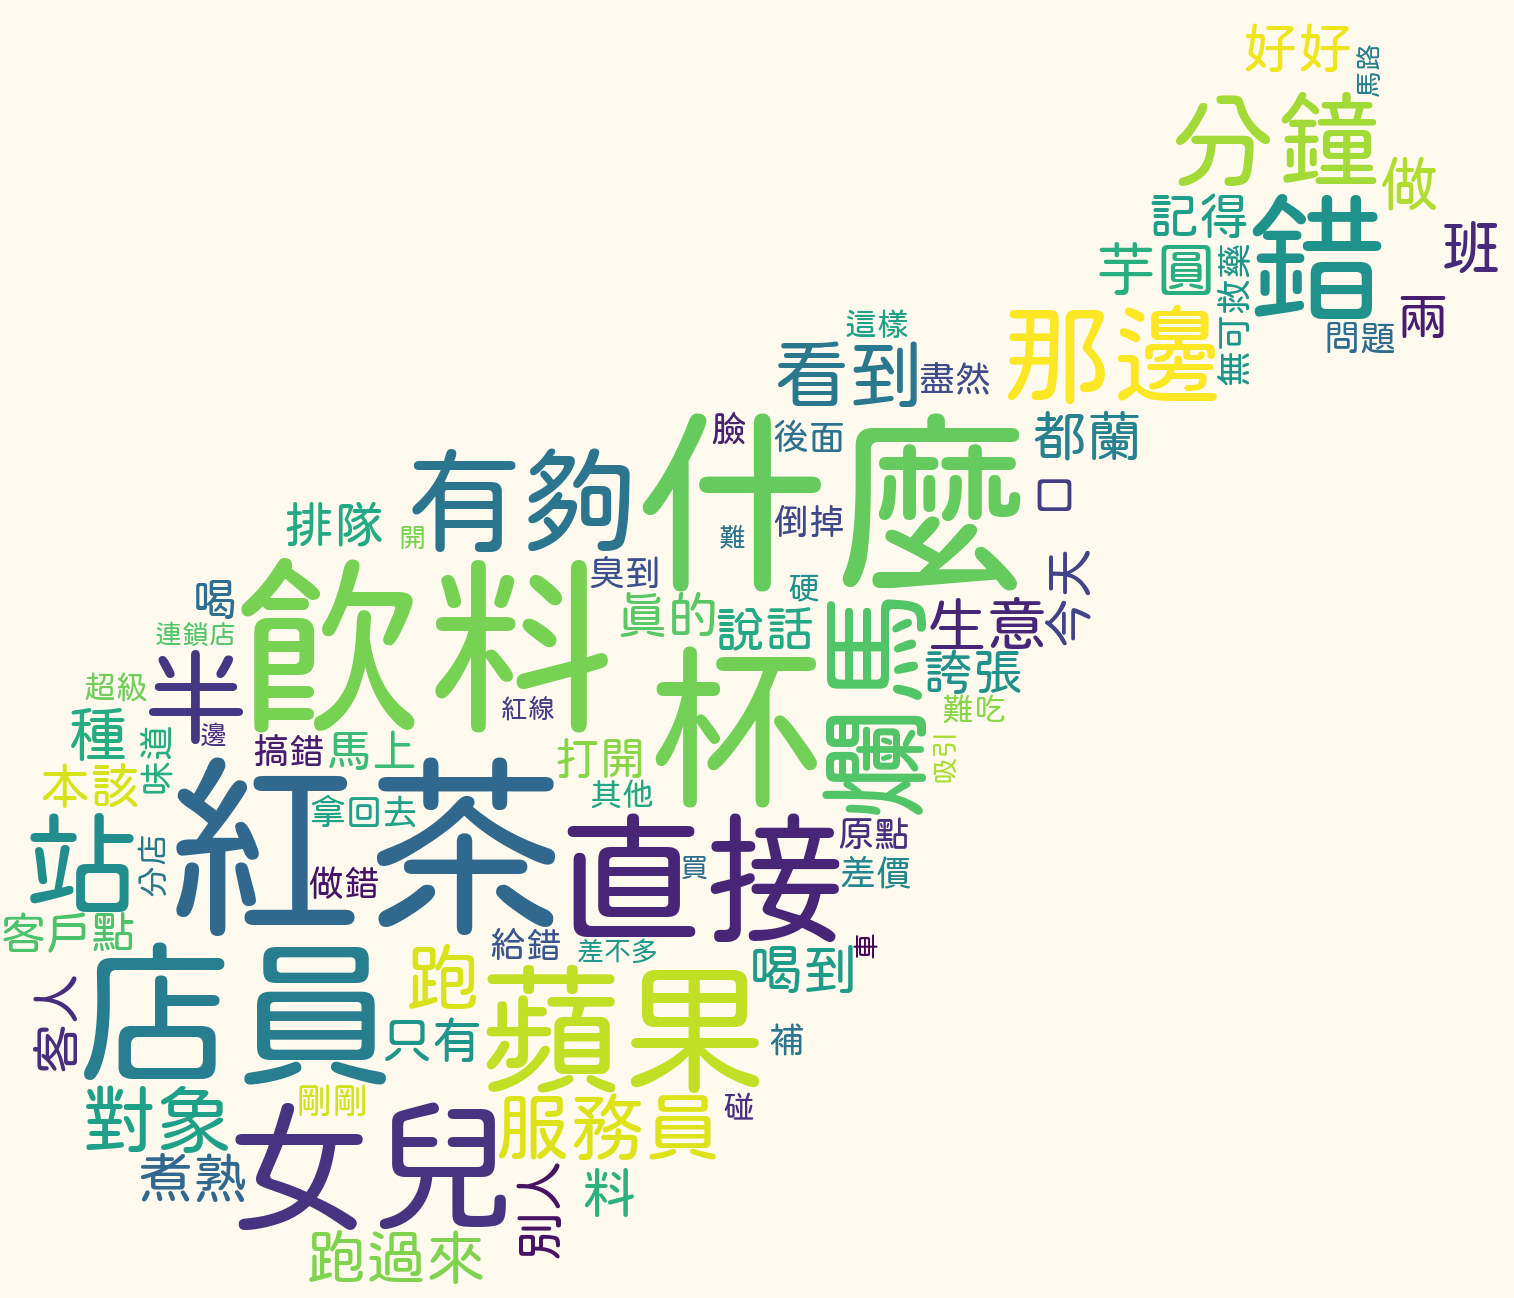 好好
馬路
分鐘
做
記得
錯
班
芋圓
無可救藥
兩
問題
那邊
這樣
看到
盡然
臉
後面
什麼
都蘭
口
有夠
排隊
開
難
倒掉
臭到
今天
喝
飲料
硬
真的
說話
馬
生意
連鎖店
半
誇張
超級
杯
難吃
紅線
種
邊
味道
搞錯
馬上
打開
爛
吸引
本該
紅茶
拿回去
其他
站
分店
直接
原點
買
差價
做錯
客戶點
給錯
差不多
車
喝到
店員
跑
蘋果
客人
只有
補
對象
剛剛
服務員
碰
女兒
煮熟
別人
料
跑過來